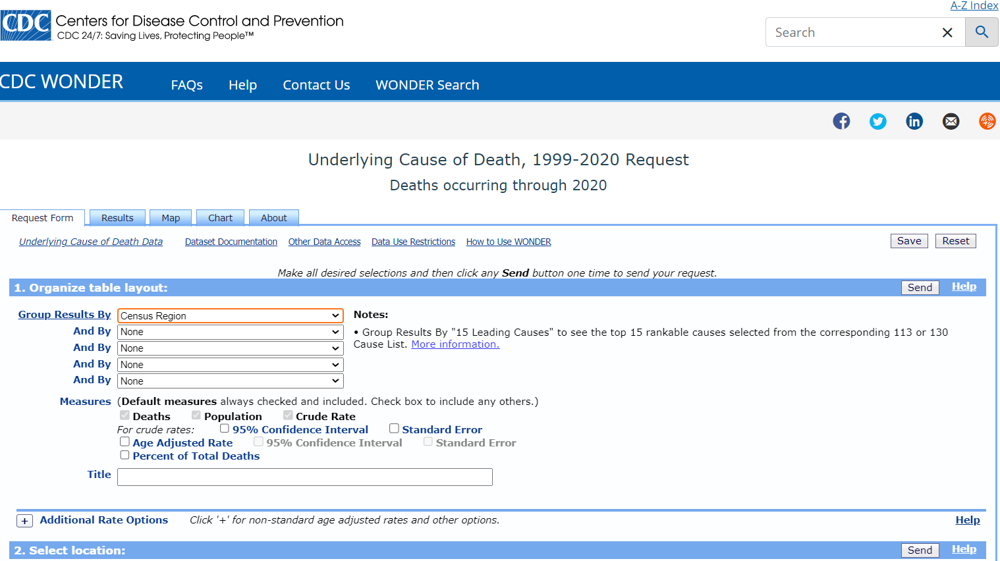 A-Z Index
CDC Centers for Disease Control and Prevention
CDC 24/7: Saving Lives, Protecting People™
Search
CDC WONDER FAQs Help Contact Us WONDER Search
Underlying Cause of Death, 1999-2020 Request
Deaths occurring through 2020
Request Form Results Map Chart About
Underlying Cause of Death Data Dataset Documentation Other Data Access Data Use Restrictions How to Use WONDER Save Reset
Make all desired selections and then click any Send button one time to send your request.
1. Organize table layout: Send Help
Group Results By Census Region Notes:
And By None • Group Results By "15 Leading Causes" to see the top 15 rankable causes selected from the corresponding 113 or 130
Cause List. More information.
And By None
And By None
And By None
Measures (Default measures always checked and included. Check box to include any others.)
Deaths Population Crude Rate
For crude rates: 95% Confidence Interval Standard Error
Age Adjusted Rate 95% Confidence Interval Standard Error
Percent of Total Deaths
Title
+ Additional Rate Options Click '+' for non-standard age adjusted rates and other options. Help
2. Select location: Send Help